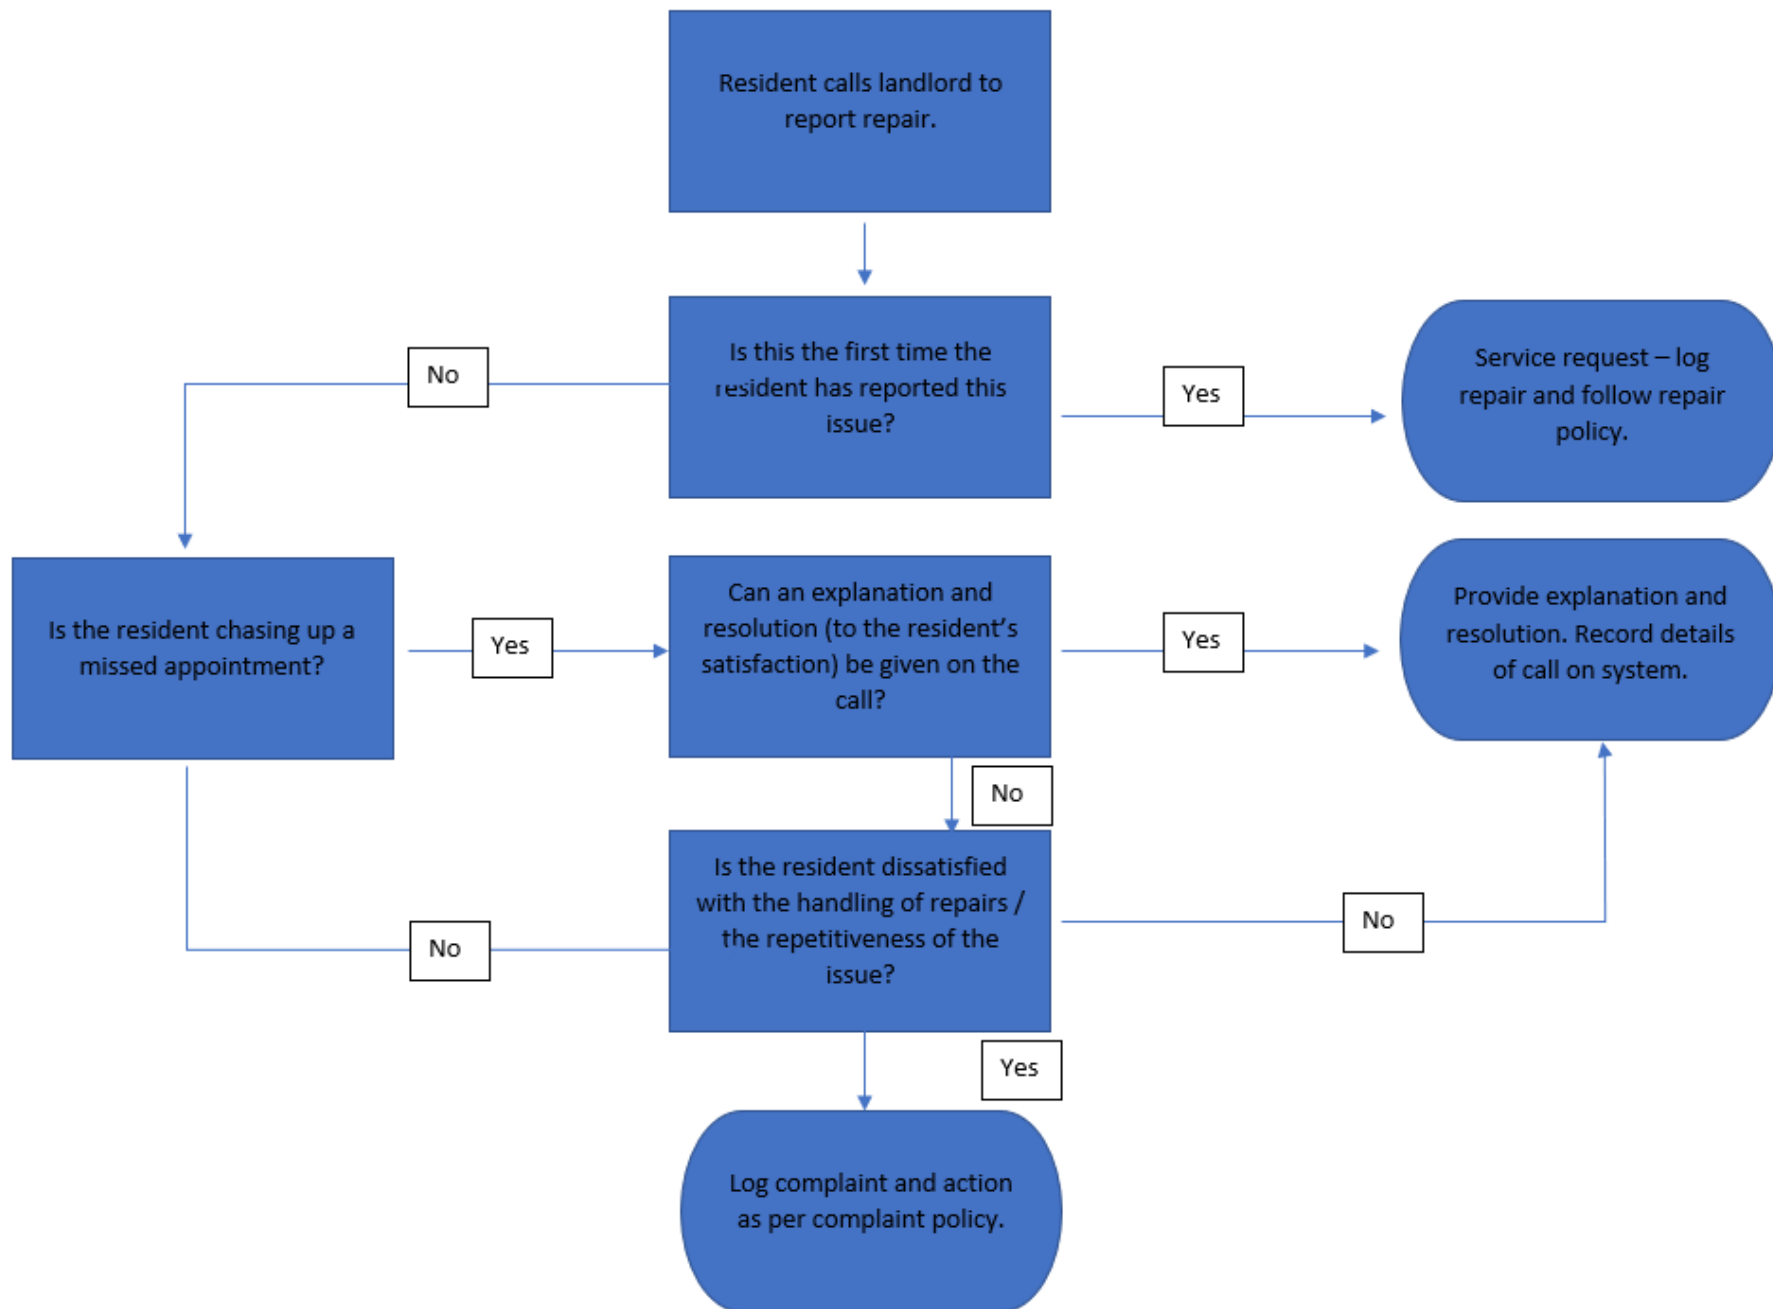 Resident calls landlord to
report repair.
Is this the first time the
resident has reported this
issue?
No
Yes
Service request – log
repair and follow repair
policy.
Is the resident chasing up a
missed appointment?
Yes
Can an explanation and
resolution (to the resident’s
satisfaction) be given on the
call?
Yes
Provide explanation and
resolution. Record details
of call on system.
No
Is the resident dissatisfied
with the handling of repairs /
the repetitiveness of the
issue?
No
No
Yes
Log complaint and action
as per complaint policy.